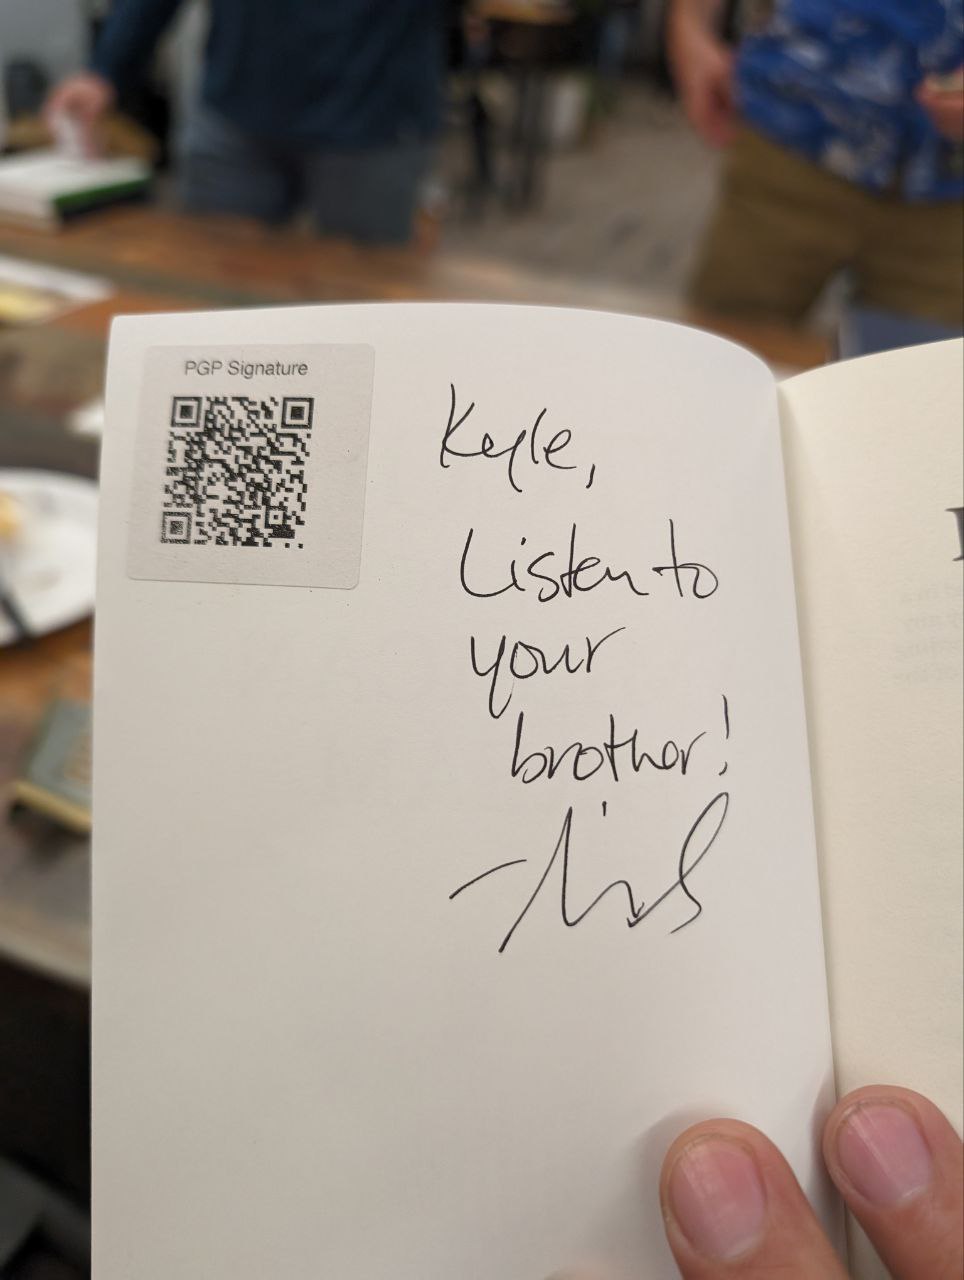 PGP Signature
Kyle,
Listen to
your
brother!